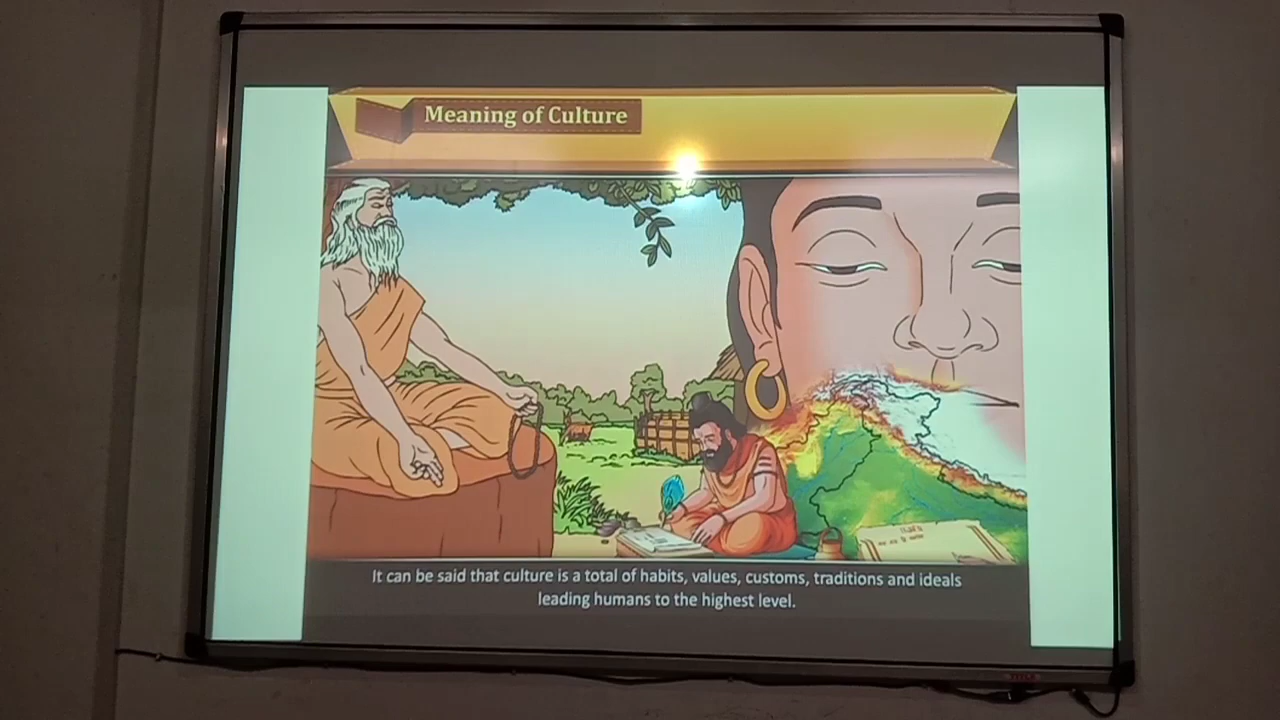 Meaning of Culture
It can be said that culture is a total of habits, values, customs, traditions and ideals
leading humans to the highest level.